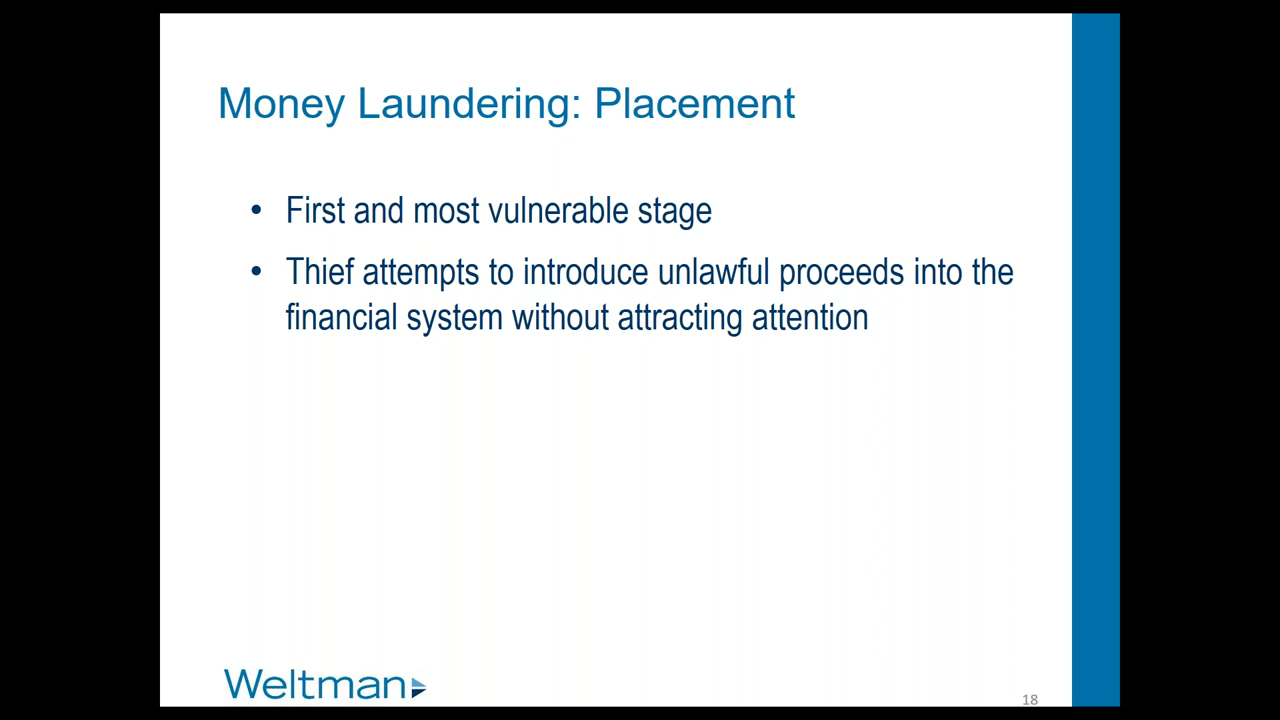 Money Laundering: Placement
• First and most vulnerable stage
• Thief attempts to introduce unlawful proceeds into the
financial system without attracting attention
Weltman
18